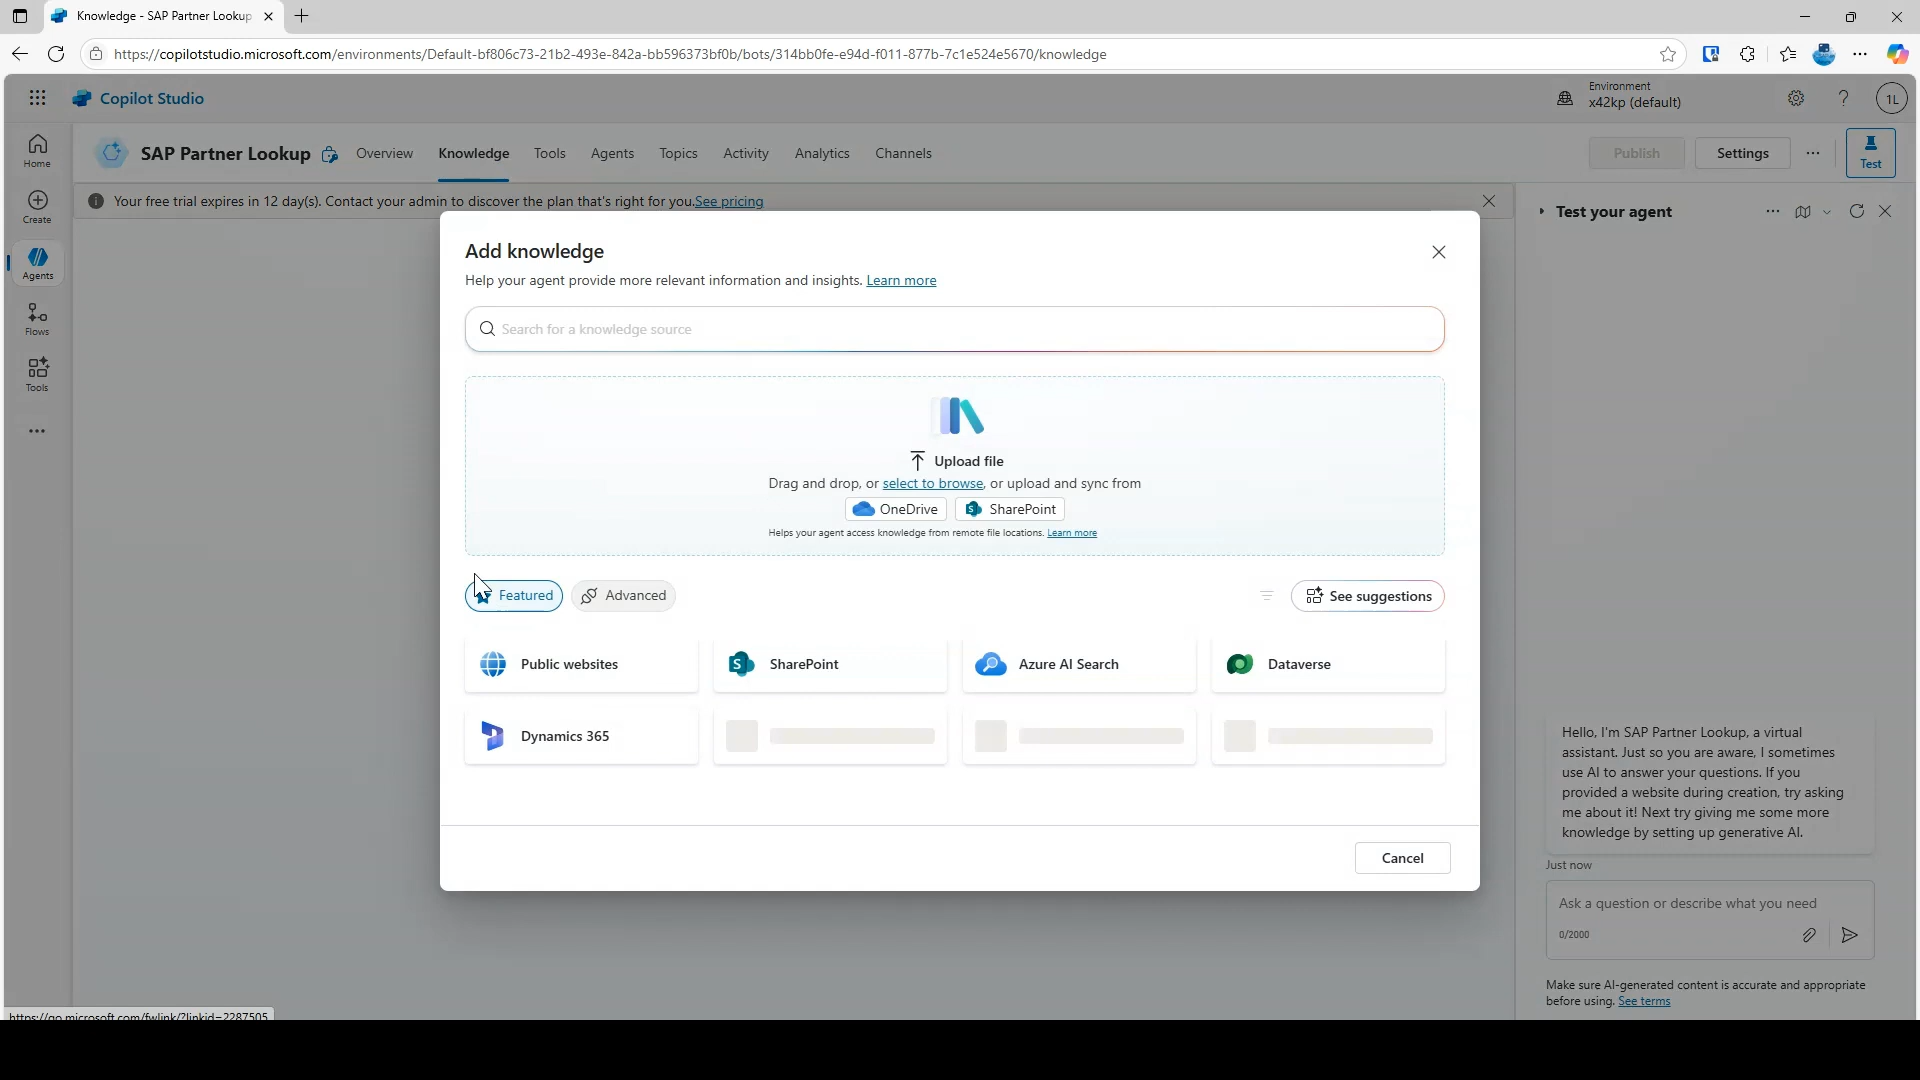 Knowledge - SAP Partner Lookup
https://copilotstudio.microsoft.com/environments/Default-bf806c73-21b2-493e-842a-bb596373bf0b/bots/314bb0fe-e94d-f011-877b-7c1e524e5670/knowledge
Copilot Studio
Environment
x42kp (default)
1L
Home
Create
Agents
Flows
Tools
SAP Partner Lookup
Overview
Knowledge
Tools
Agents
Topics
Activity
Analytics
Channels
Publish
Settings
Test
Your free trial expires in 12 day(s). Contact your admin to discover the plan that's right for you.See pricing
Add knowledge
Help your agent provide more relevant information and insights. Learn more
Search for a knowledge source
Upload file
Drag and drop, or select to browse, or upload and sync from
OneDrive
SharePoint
Helps your agent access knowledge from remote file locations. Learn more
Featured
Advanced
See suggestions
Public websites
SharePoint
Azure AI Search
Dataverse
Dynamics 365
Cancel
Test your agent
Hello, I'm SAP Partner Lookup, a virtual
assistant. Just so you are aware, I sometimes
use AI to answer your questions. If you
provided a website during creation, try asking
me about it! Next try giving me some more
knowledge by setting up generative AI.
Just now
Ask a question or describe what you need
0/2000
Make sure AI-generated content is accurate and appropriate
before using. See terms
https://go.microsoft.com/fwlink/?linkid=2287505